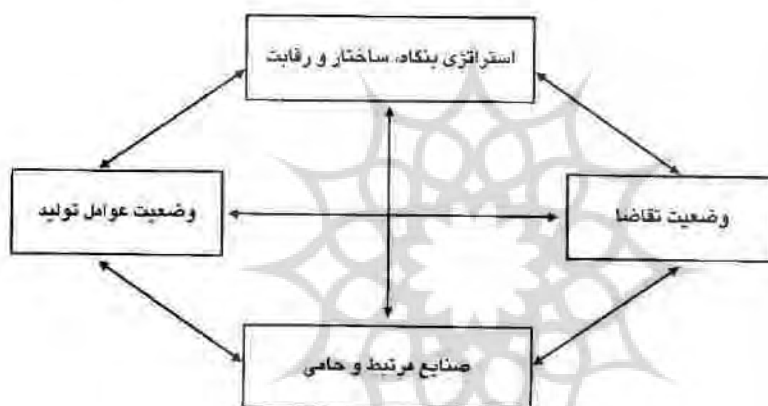 استراتژی بنگاه، ساختار و رقابت
وضعیت تقاضا
وضعیت عوامل تولید
صنایع مرتبط و حامی